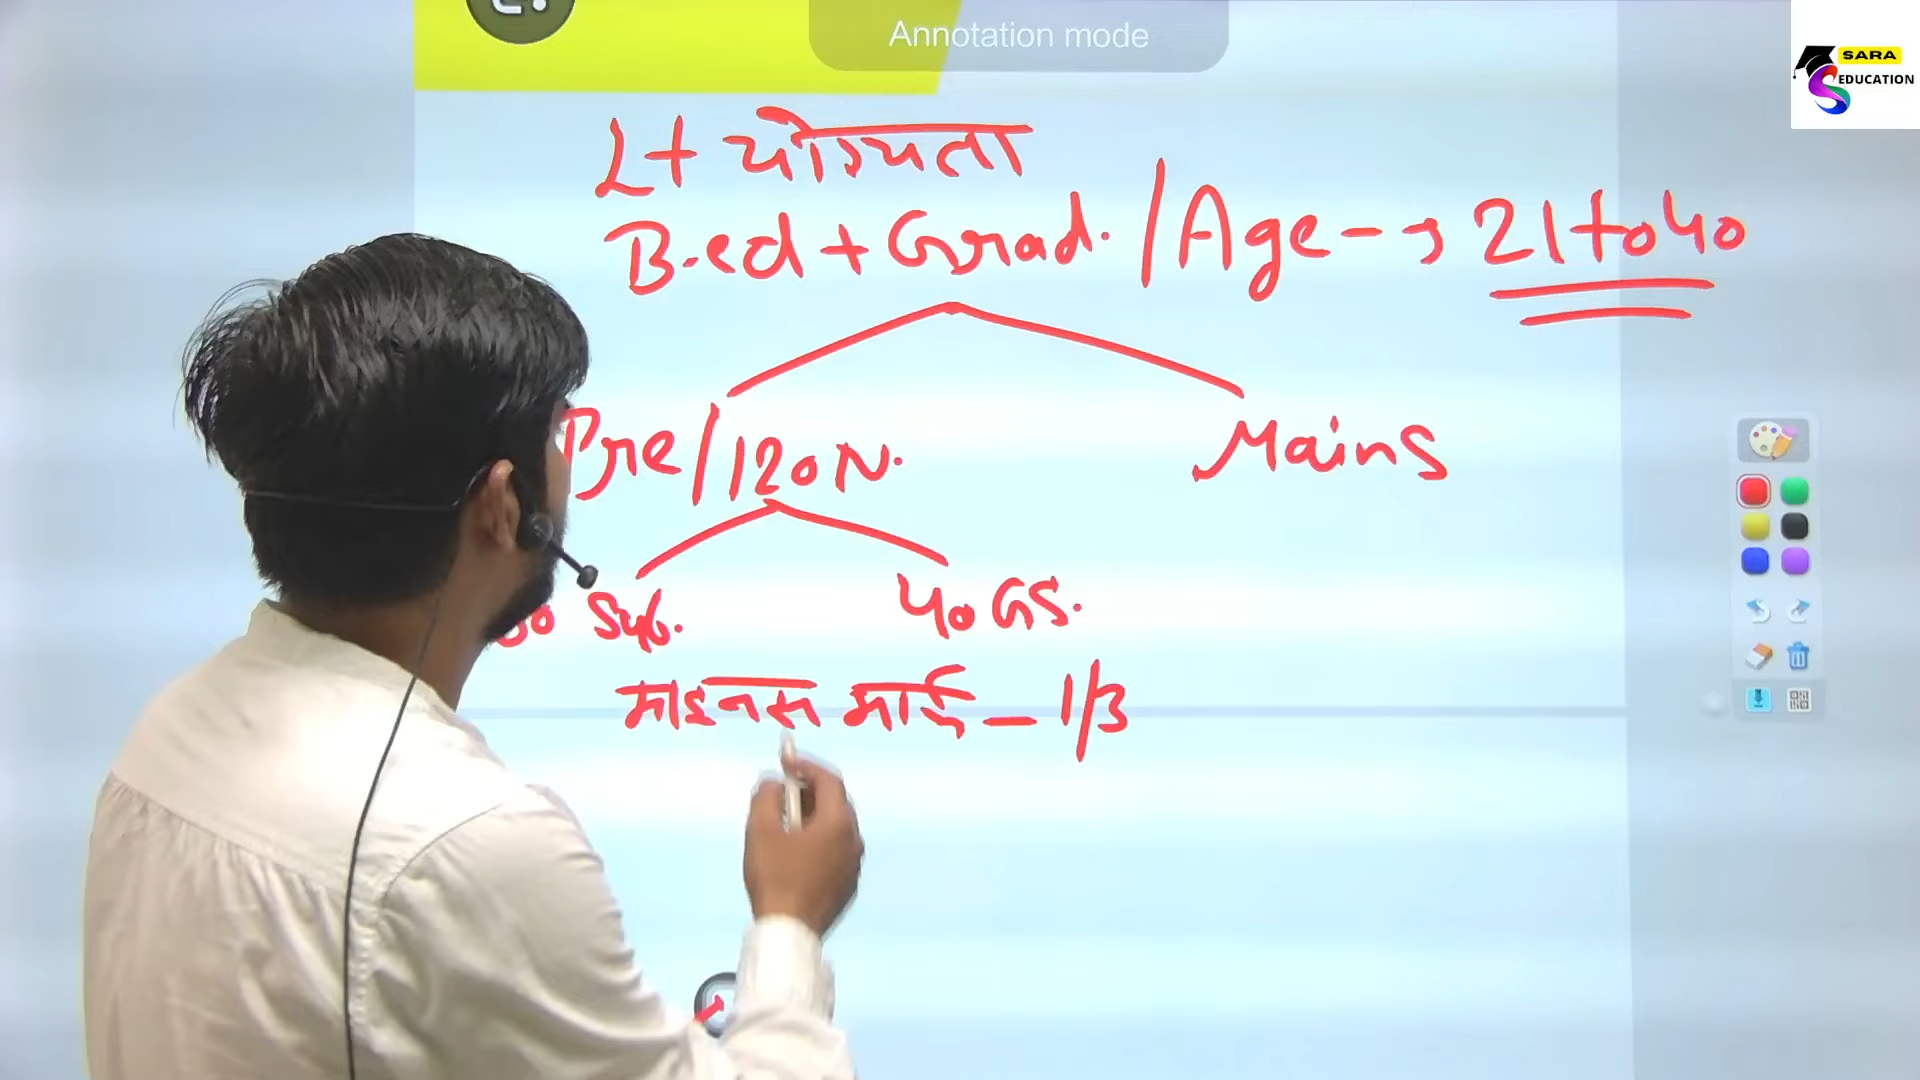 Annotation mode
SARA
EDUCATION
Lt योग्यता
B.ed + Grad. / Age → 21 to 40
Pre / 120 N.
Mains
Sub.
40 GS.
माइनस मार्किंग – 1/3